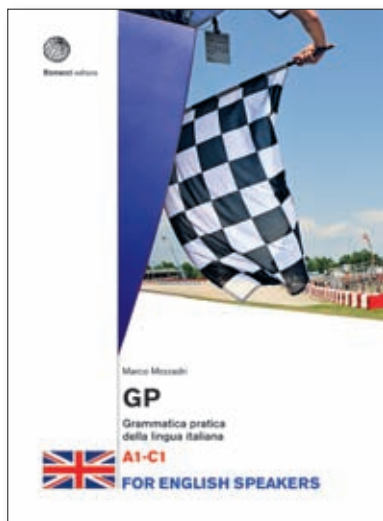 Bonacci editore
Marco Mezzadri
GP
Grammatica pratica
della lingua italiana
A1-C1
FOR ENGLISH SPEAKERS